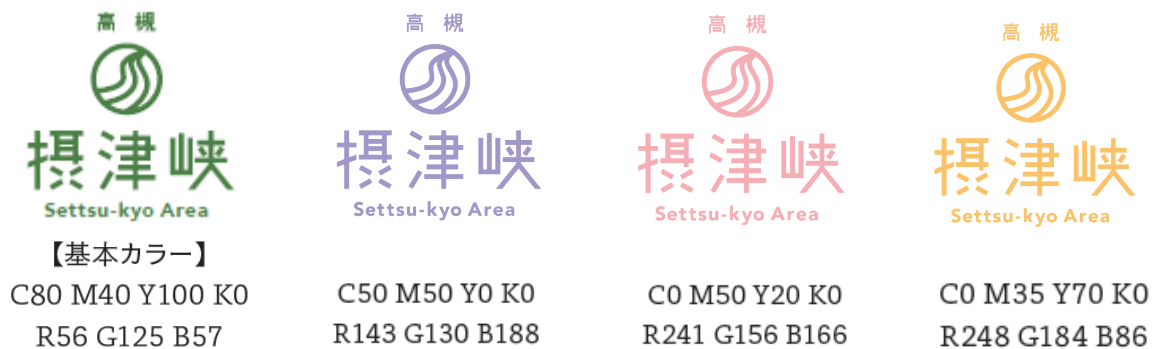 高槻
摂津峡
Settsu-kyo Area
【基本カラー】
C80 M40 Y100 K0
R56 G125 B57
高槻
摂津峡
Settsu-kyo Area
C50 M50 Y0 K0
R143 G130 B188
高槻
摂津峡
Settsu-kyo Area
C0 M50 Y20 K0
R241 G156 B166
高槻
摂津峡
Settsu-kyo Area
C0 M35 Y70 K0
R248 G184 B86